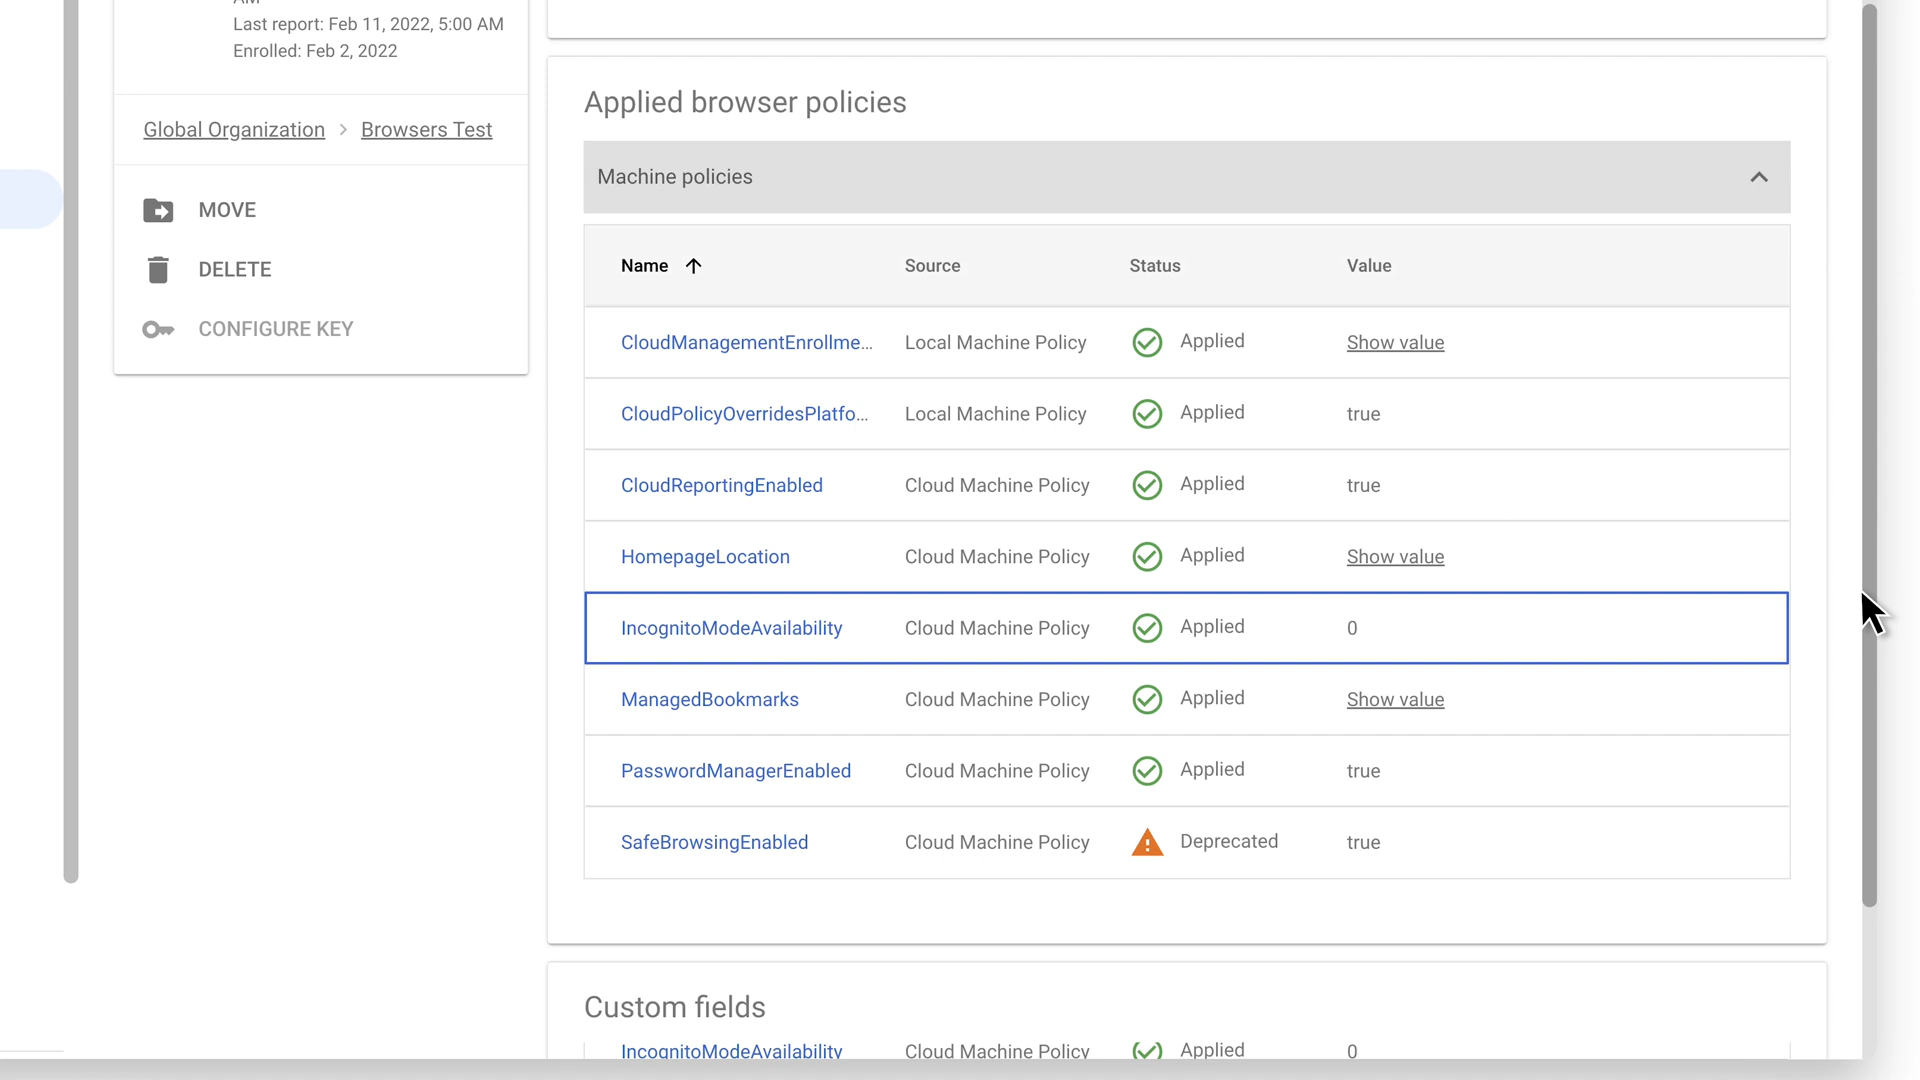 AM
Last report: Feb 11, 2022, 5:00 AM
Enrolled: Feb 2, 2022
Global Organization > Browsers Test
MOVE
DELETE
CONFIGURE KEY
Applied browser policies
Machine policies
Name Source Status Value
CloudManagementEnrollme... Local Machine Policy Applied Show value
CloudPolicyOverridesPlatfo... Local Machine Policy Applied true
CloudReportingEnabled Cloud Machine Policy Applied true
HomepageLocation Cloud Machine Policy Applied Show value
IncognitoModeAvailability Cloud Machine Policy Applied 0
ManagedBookmarks Cloud Machine Policy Applied Show value
PasswordManagerEnabled Cloud Machine Policy Applied true
SafeBrowsingEnabled Cloud Machine Policy Deprecated true
Custom fields
IncognitoModeAvailability Cloud Machine Policy Applied 0